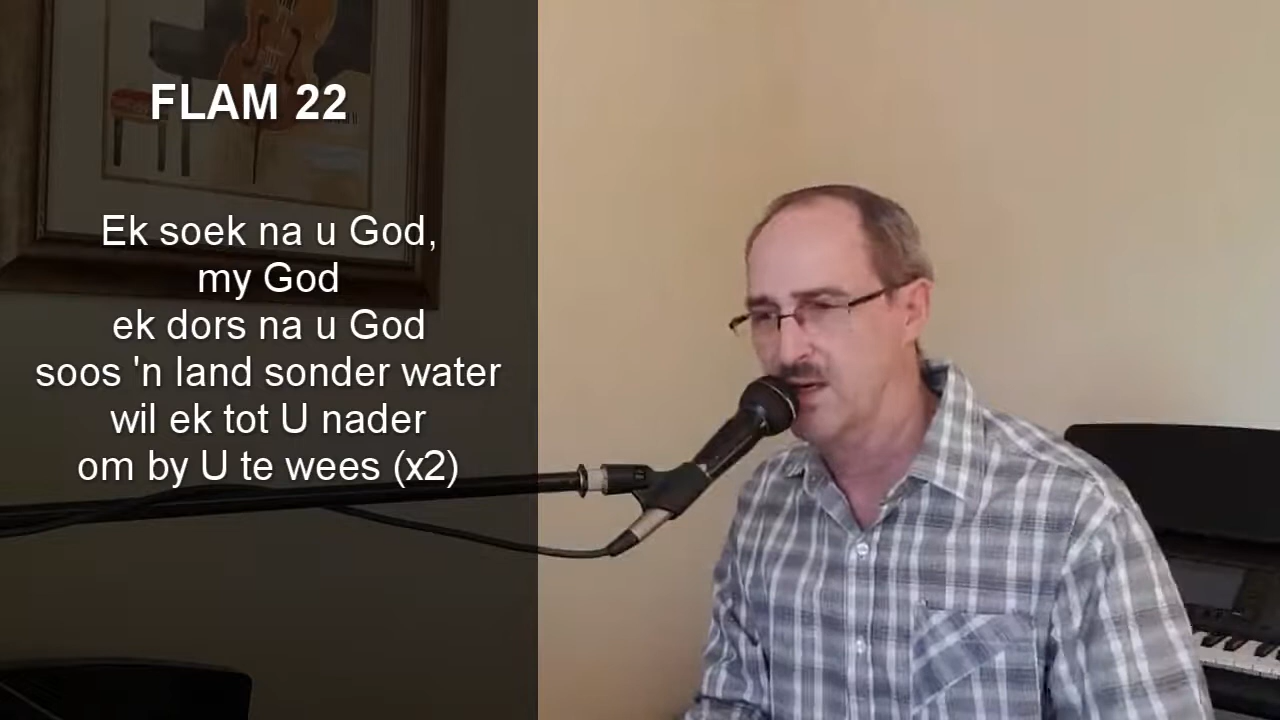 FLAM 22
Ek soek na u God,
my God
ek dors na u God
soos 'n land sonder water
wil ek tot U nader
om by U te wees (x2)